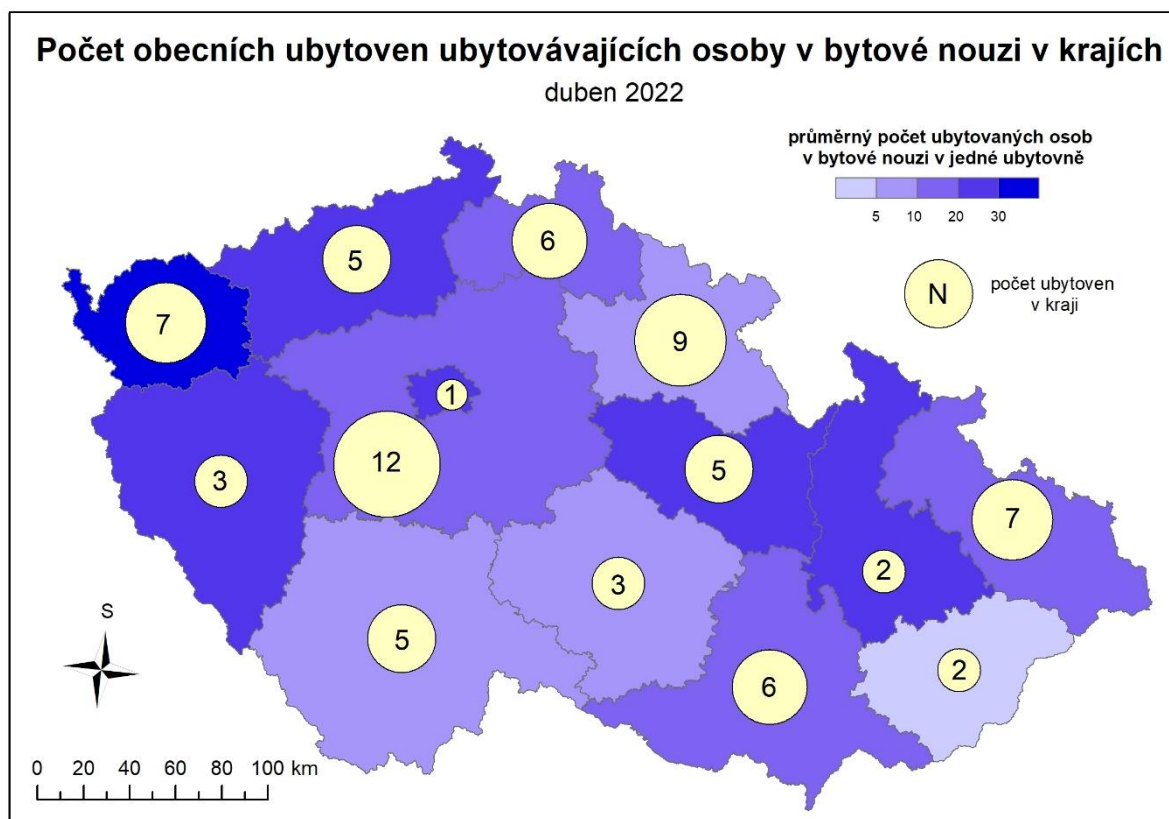 Počet obecních ubytoven ubytovávajících osoby v bytové nouzi v krajích
duben 2022
průměrný počet ubytovaných osob
v bytové nouzi v jedné ubytovně
5 10 20 30
N
počet ubytoven
v kraji
6
5
7
9
1
12
5
3
7
2
3
5
2
6
S
0 20 40 60 80 100 km